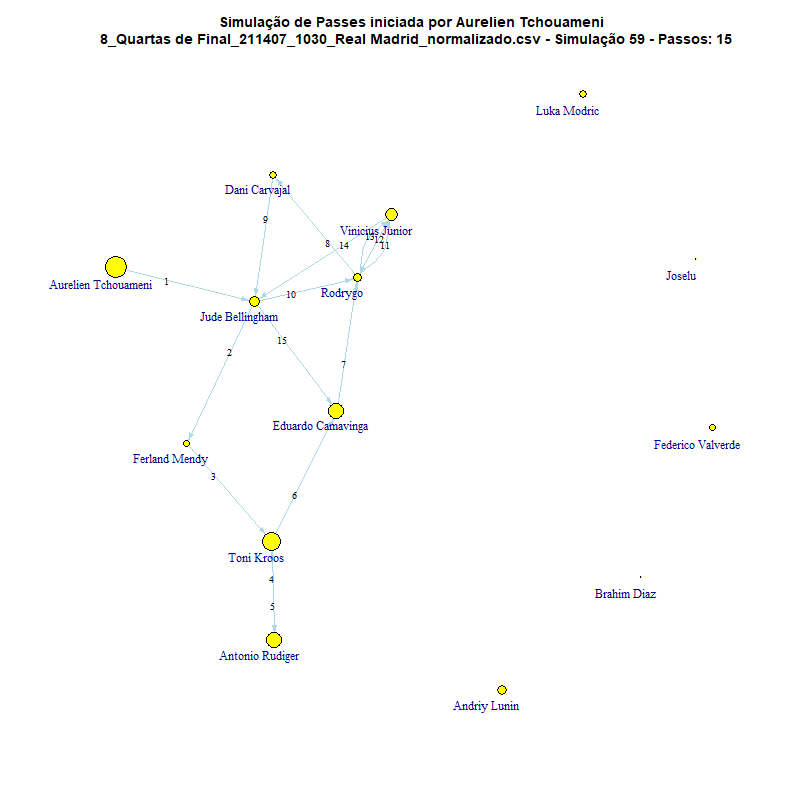 Simulação de Passes iniciada por Aurelien Tchouameni
8_Quartas de Final_211407_1030_Real Madrid_normalizado.csv - Simulação 59 - Passos: 15
Luka Modric
Dani Carvajal
9
Vinicius Junior
8
14
13
12
11
Joselu
Aurelien Tchouameni
1
10
Rodrygo
Jude Bellingham
2
15
7
Eduardo Camavinga
Ferland Mendy
Federico Valverde
3
6
Toni Kroos
4
Brahim Diaz
5
Antonio Rudiger
Andriy Lunin